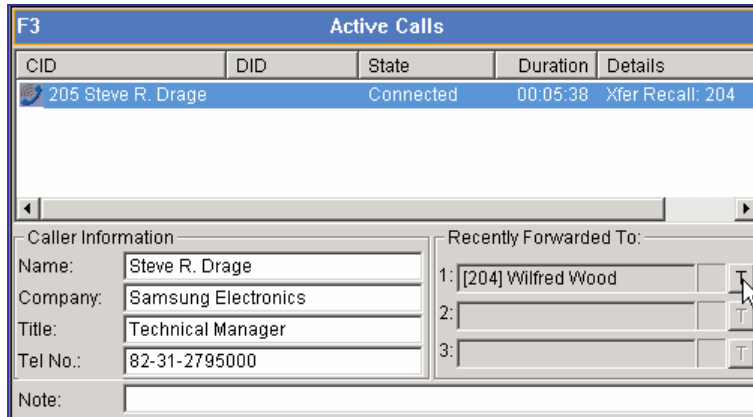 F3 Active Calls
CID DID State Duration Details
205 Steve R. Drage Connected 00:05:38 Xfer Recall: 204
Caller Information
Name: Steve R. Drage
Company: Samsung Electronics
Title: Technical Manager
Tel No.: 82-31-2795000
Recently Forwarded To:
1: [204] Wilfred Wood T
2: T
3: T
Note: